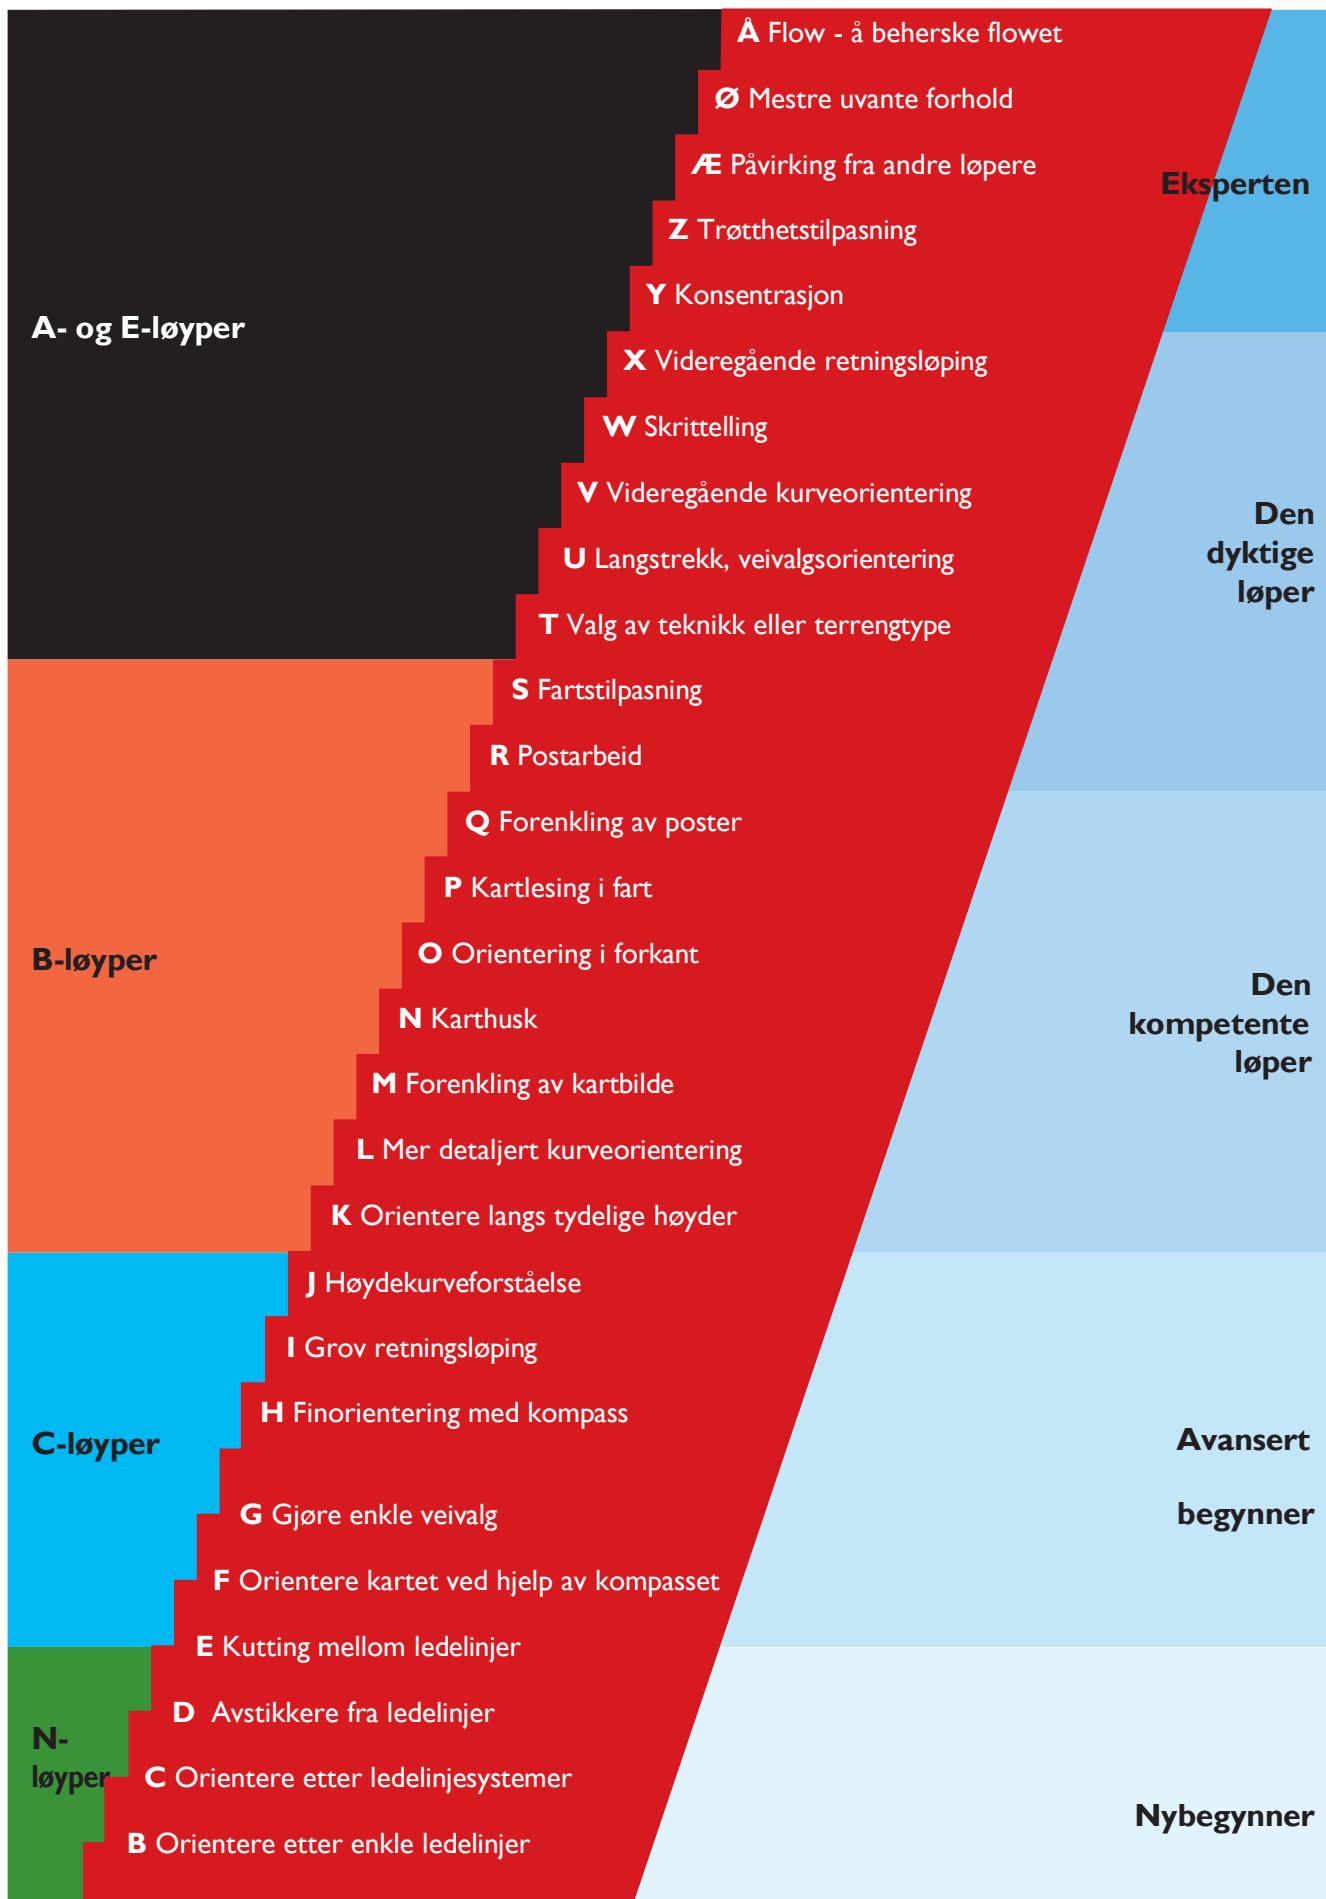 Å Flow - å beherske flowet
Ø Mestre uvante forhold
Æ Påvirking fra andre løpere
Eksperten
Z Trøtthetstilpasning
Y Konsentrasjon
A- og E-løyper
X Videregående retningsløping
W Skrittelling
V Videregående kurveorientering
Den
dyktige
løper
U Langstrekk, veivalgsorientering
T Valg av teknikk eller terrengtype
S Fartstilpasning
R Postarbeid
Q Forenkling av poster
P Kartlesing i fart
B-løyper
O Orientering i forkant
Den
kompetente
løper
N Karthusk
M Forenkling av kartbilde
L Mer detaljert kurveorientering
K Orientere langs tydelige høyder
J Høydekurveforståelse
I Grov retningsløping
H Finorientering med kompass
C-løyper
Avansert
begynner
G Gjøre enkle veivalg
F Orientere kartet ved hjelp av kompasset
E Kutting mellom ledelinjer
D Avstikkere fra ledelinjer
N-
løyper
C Orientere etter ledelinjesystemer
Nybegynner
B Orientere etter enkle ledelinjer